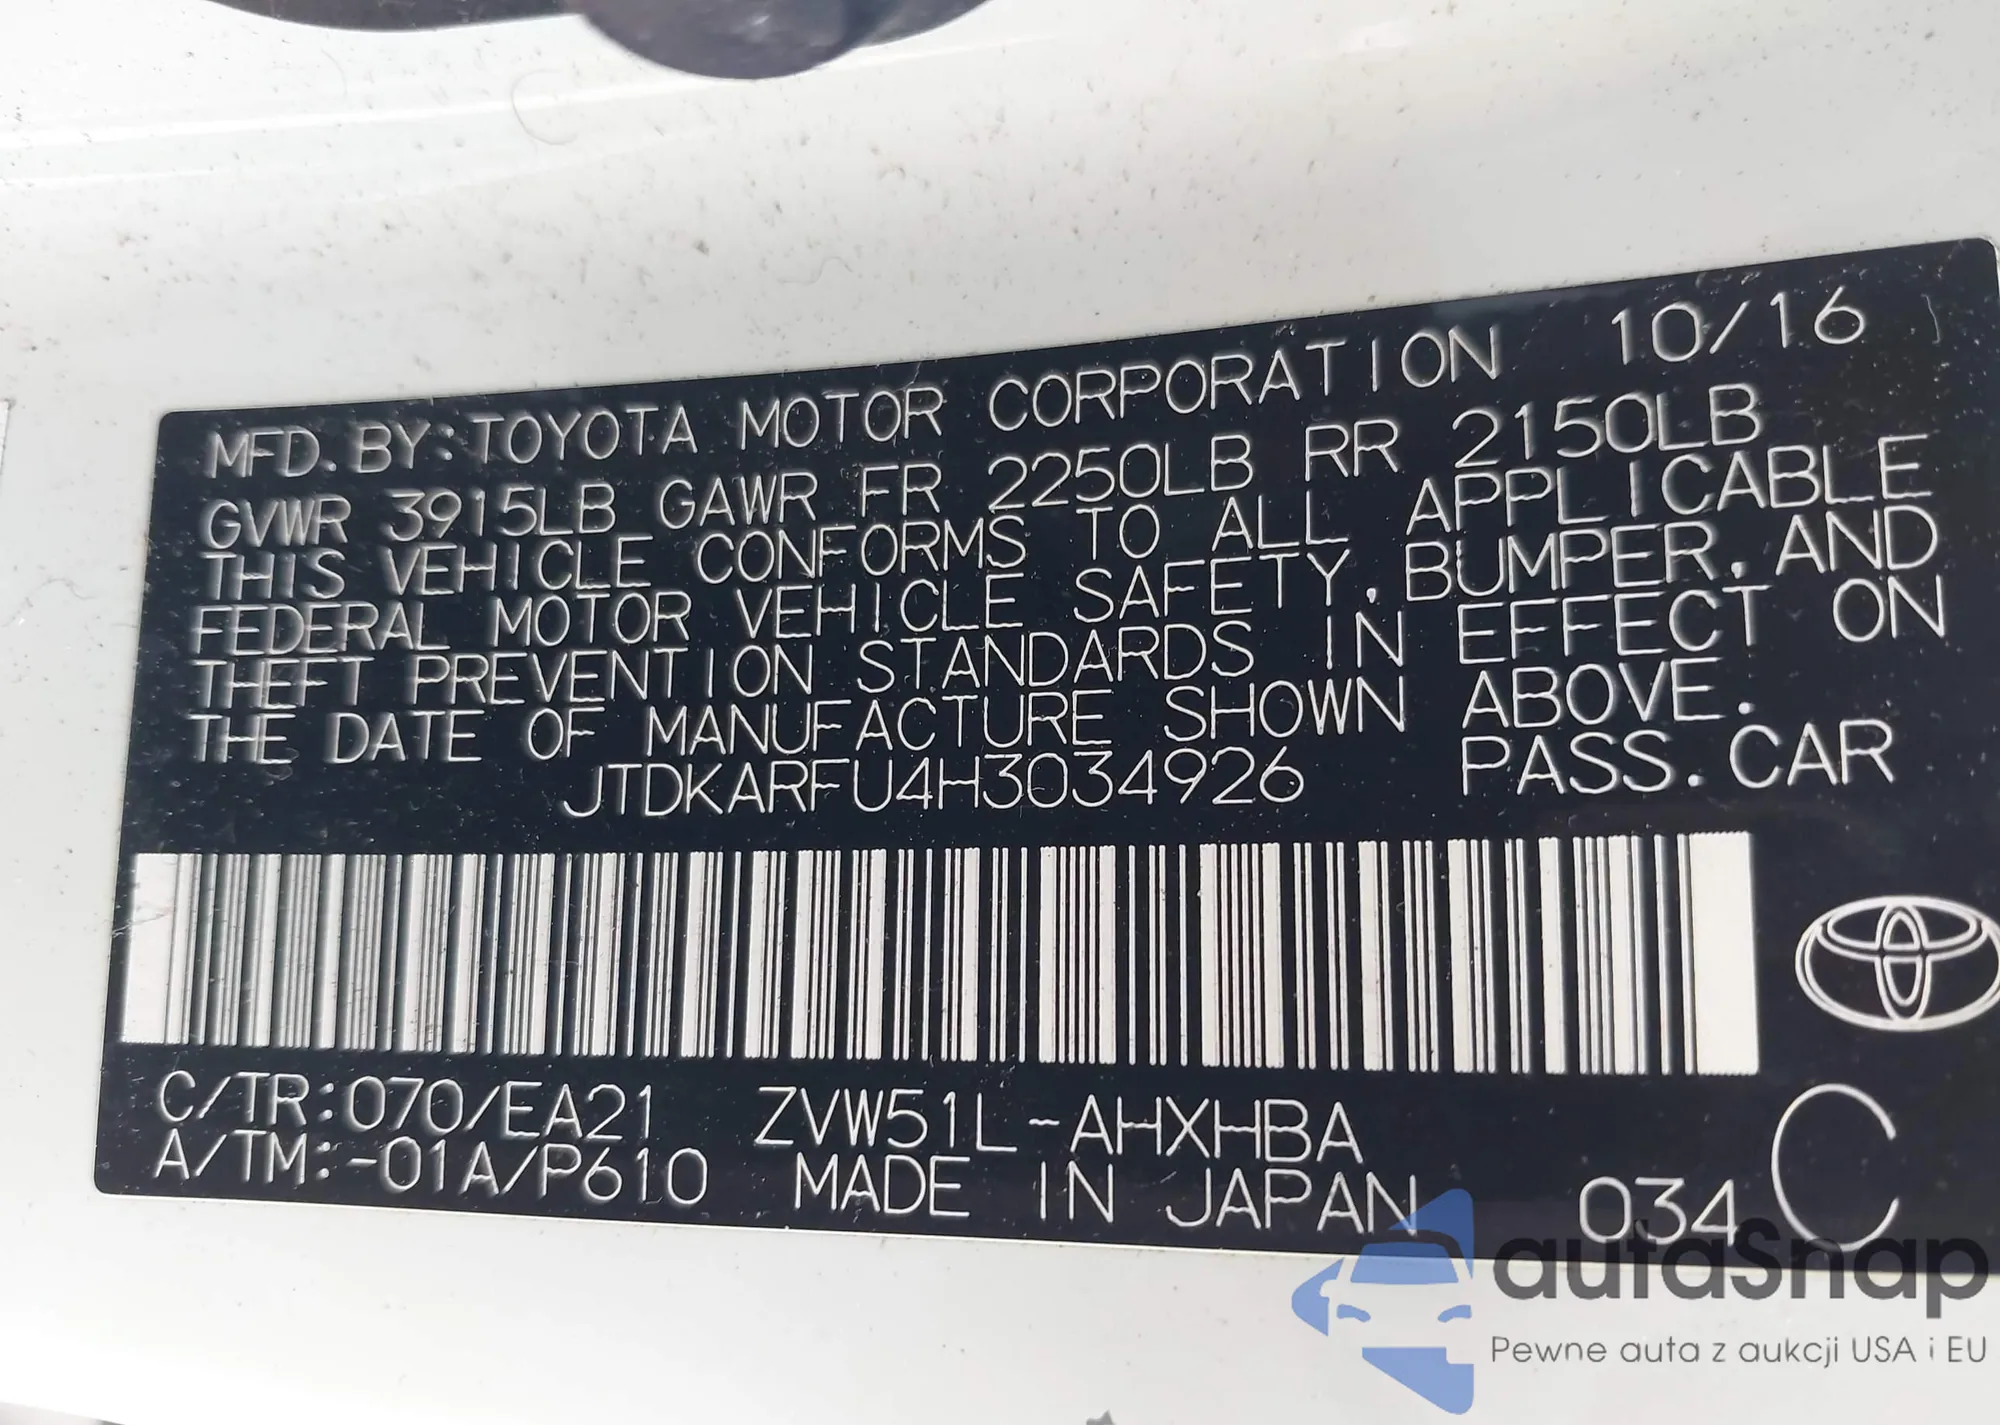 MFD. BY: TOYOTA MOTOR CORPORATION 10/16
GVWR 3915LB GAWR FR 2250LB RR 2150LB
THIS VEHICLE CONFORMS TO ALL APPLICABLE
FEDERAL MOTOR VEHICLE SAFETY, BUMPER, AND
THEFT PREVENTION STANDARDS IN EFFECT ON
THE DATE OF MANUFACTURE SHOWN ABOVE.
JTDKARFU4H3034926 PASS. CAR
C/TR:070/EA21 ZVW51L-AHXHBA
A/TM:-01A/P610 MADE IN JAPAN 034 C
autaSnap
Pewne auta z aukcji USA i EU